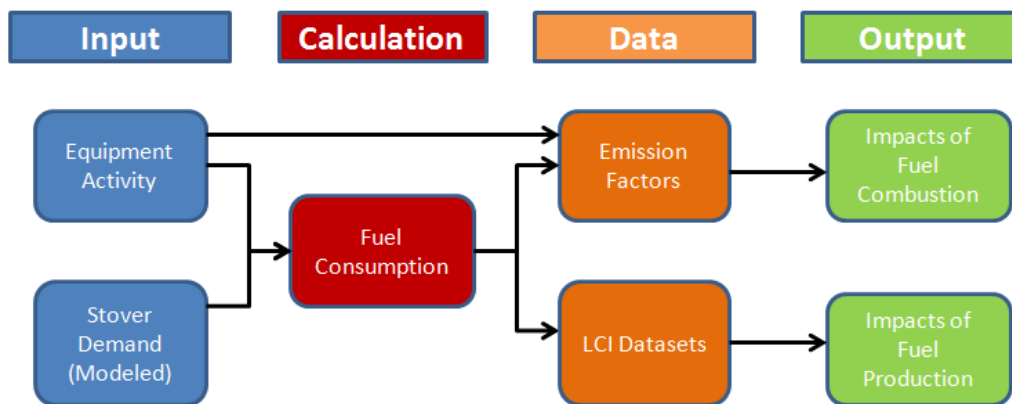 Input
Calculation
Data
Output
Equipment
Activity
Emission
Factors
Impacts of
Fuel
Combustion
Fuel
Consumption
Stover
Demand
(Modeled)
LCI Datasets
Impacts of
Fuel
Production